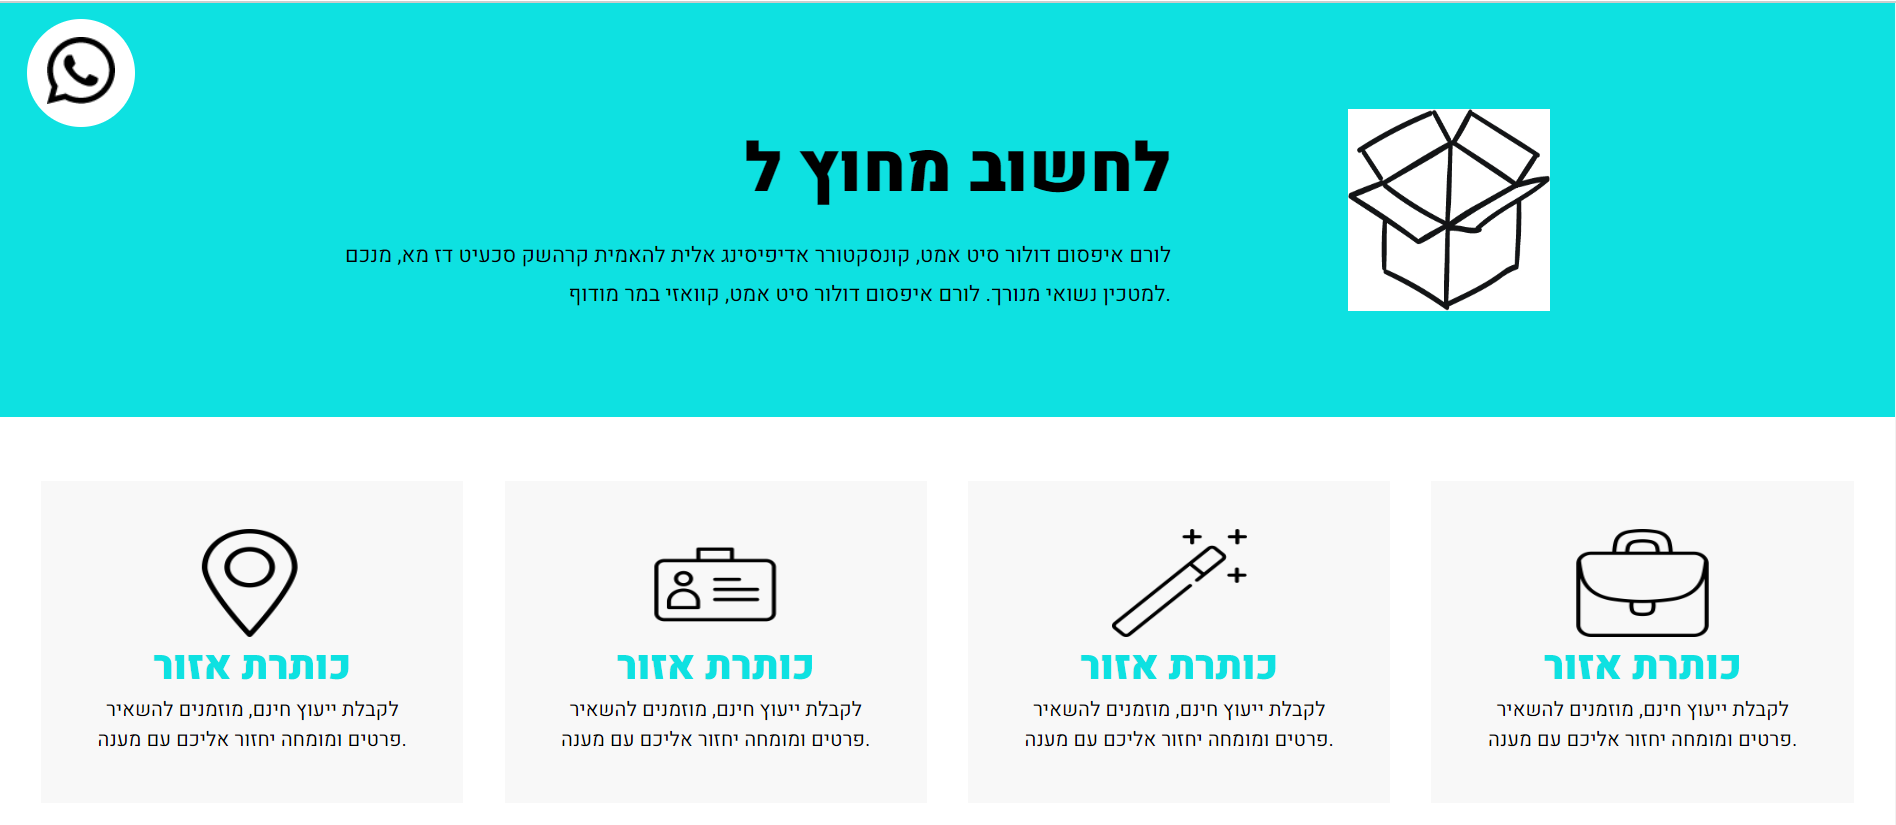 לחשוב מחוץ ל
לורם איפסום דולור סיט אמט, קונסקטורר אדיפיסינג אלית להאמית קרהשק סכעיט דז מא, מנכם
למטכין נשואי מנורך. לורם איפסום דולור סיט אמט, קוואזי במר מודוף.
כותרת אזור
לקבלת ייעוץ חינם, מוזמנים להשאיר
פרטים ומומחה יחזור אליכם עם מענה.
כותרת אזור
לקבלת ייעוץ חינם, מוזמנים להשאיר
פרטים ומומחה יחזור אליכם עם מענה.
כותרת אזור
לקבלת ייעוץ חינם, מוזמנים להשאיר
פרטים ומומחה יחזור אליכם עם מענה.
כותרת אזור
לקבלת ייעוץ חינם, מוזמנים להשאיר
פרטים ומומחה יחזור אליכם עם מענה.